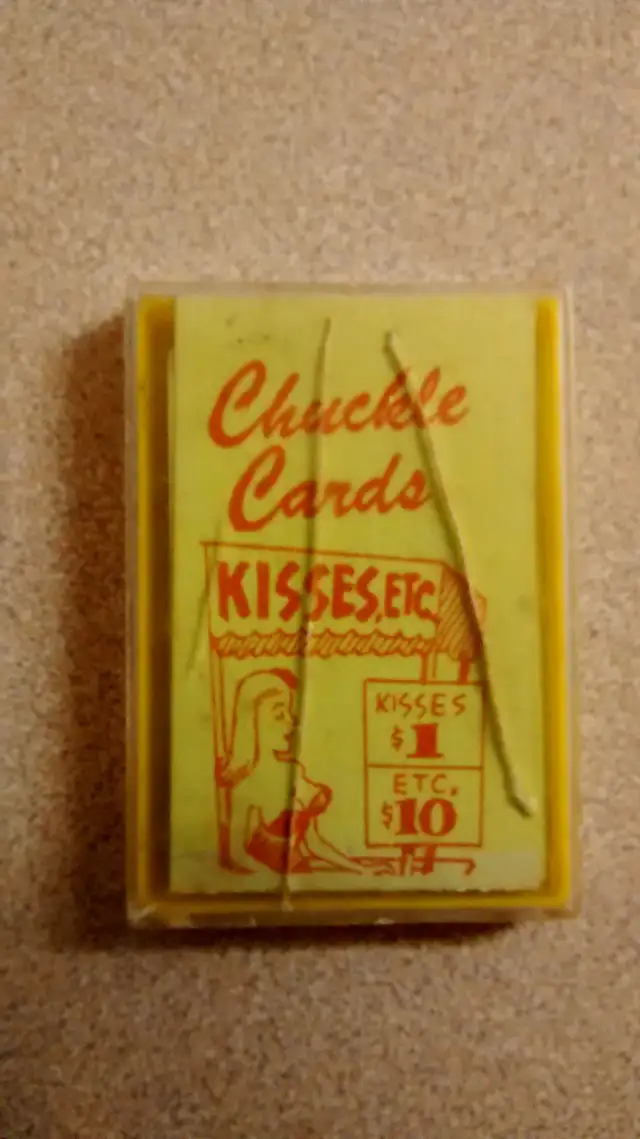 Chuckle
Cards
KISSES, ETC.
KISSES
$1
ETC.
$10